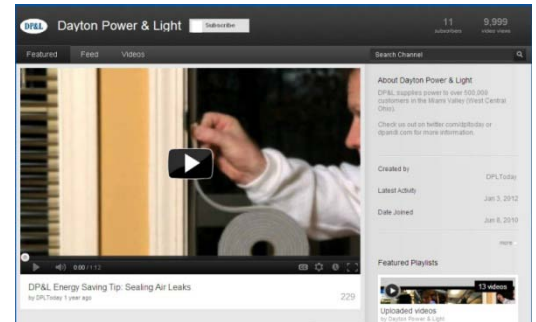 DP&L
Dayton Power & Light
Subscribe
11
subscribers
9,999
video views
Featured
Feed
Videos
Search Channel
About Dayton Power & Light
DP&L supplies power to over 500,000
customers in the Miami Valley (West Central
Ohio).
Check us out on twitter.com/dpltoday or
dpandl.com for more information.
Created by
DPLToday
Latest Activity
Jan 3, 2012
Date Joined
Jun 8, 2010
more
Featured Playlists
13 videos
Uploaded videos
by Dayton Power & Light
0:00 / 1:12
DP&L Energy Saving Tip: Sealing Air Leaks
by DPLToday 1 year ago
229